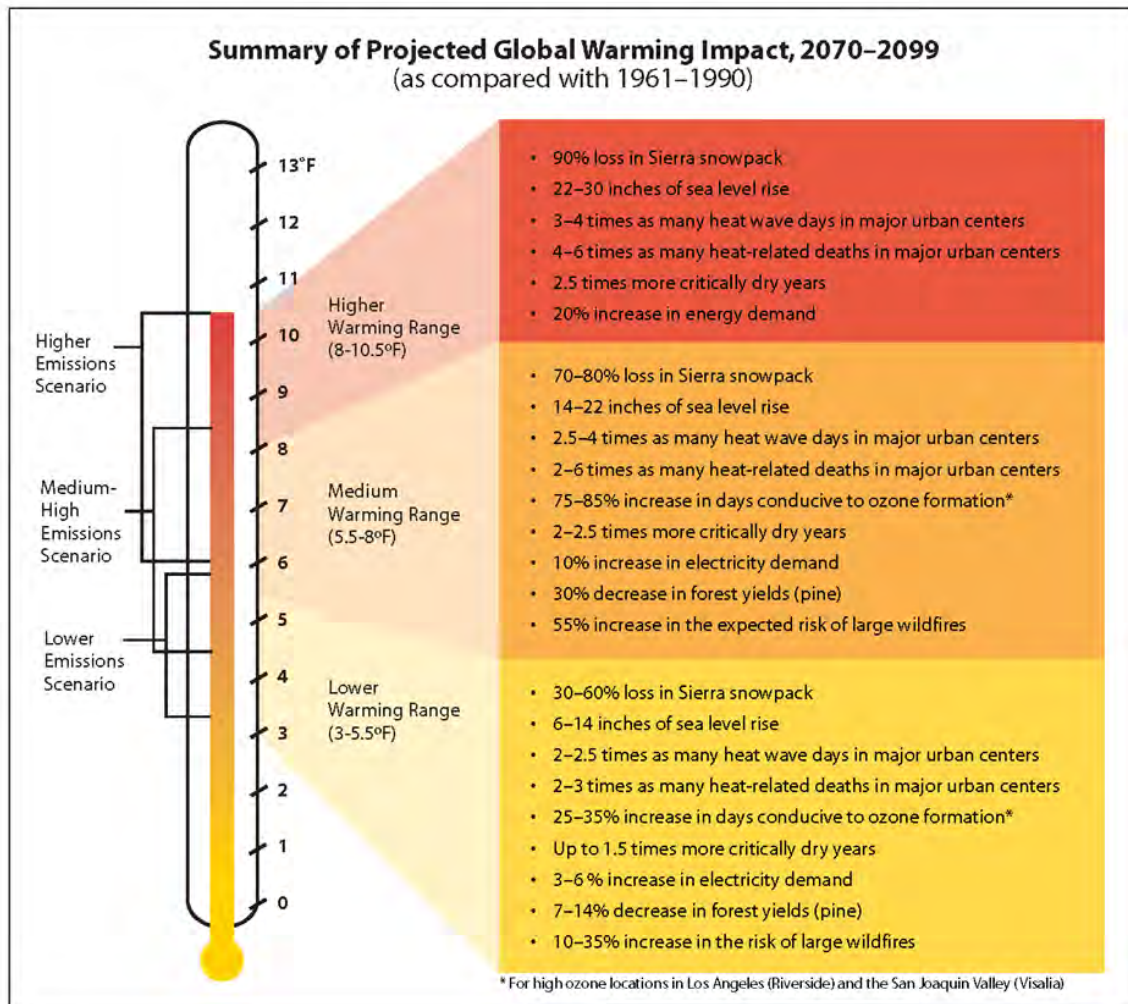 Summary of Projected Global Warming Impact, 2070–2099
(as compared with 1961–1990)
13°F
12
11
10
9
8
7
6
5
4
3
2
1
0
Higher
Emissions
Scenario
Medium-
High
Emissions
Scenario
Lower
Emissions
Scenario
Higher
Warming Range
(8-10.5ºF)
Medium
Warming Range
(5.5-8ºF)
Lower
Warming Range
(3-5.5ºF)
• 90% loss in Sierra snowpack
• 22–30 inches of sea level rise
• 3–4 times as many heat wave days in major urban centers
• 4–6 times as many heat-related deaths in major urban centers
• 2.5 times more critically dry years
• 20% increase in energy demand
• 70–80% loss in Sierra snowpack
• 14–22 inches of sea level rise
• 2.5–4 times as many heat wave days in major urban centers
• 2–6 times as many heat-related deaths in major urban centers
• 75–85% increase in days conducive to ozone formation*
• 2–2.5 times more critically dry years
• 10% increase in electricity demand
• 30% decrease in forest yields (pine)
• 55% increase in the expected risk of large wildfires
• 30–60% loss in Sierra snowpack
• 6–14 inches of sea level rise
• 2–2.5 times as many heat wave days in major urban centers
• 2–3 times as many heat-related deaths in major urban centers
• 25–35% increase in days conducive to ozone formation*
• Up to 1.5 times more critically dry years
• 3–6% increase in electricity demand
• 7–14% decrease in forest yields (pine)
• 10–35% increase in the risk of large wildfires
* For high ozone locations in Los Angeles (Riverside) and the San Joaquin Valley (Visalia)